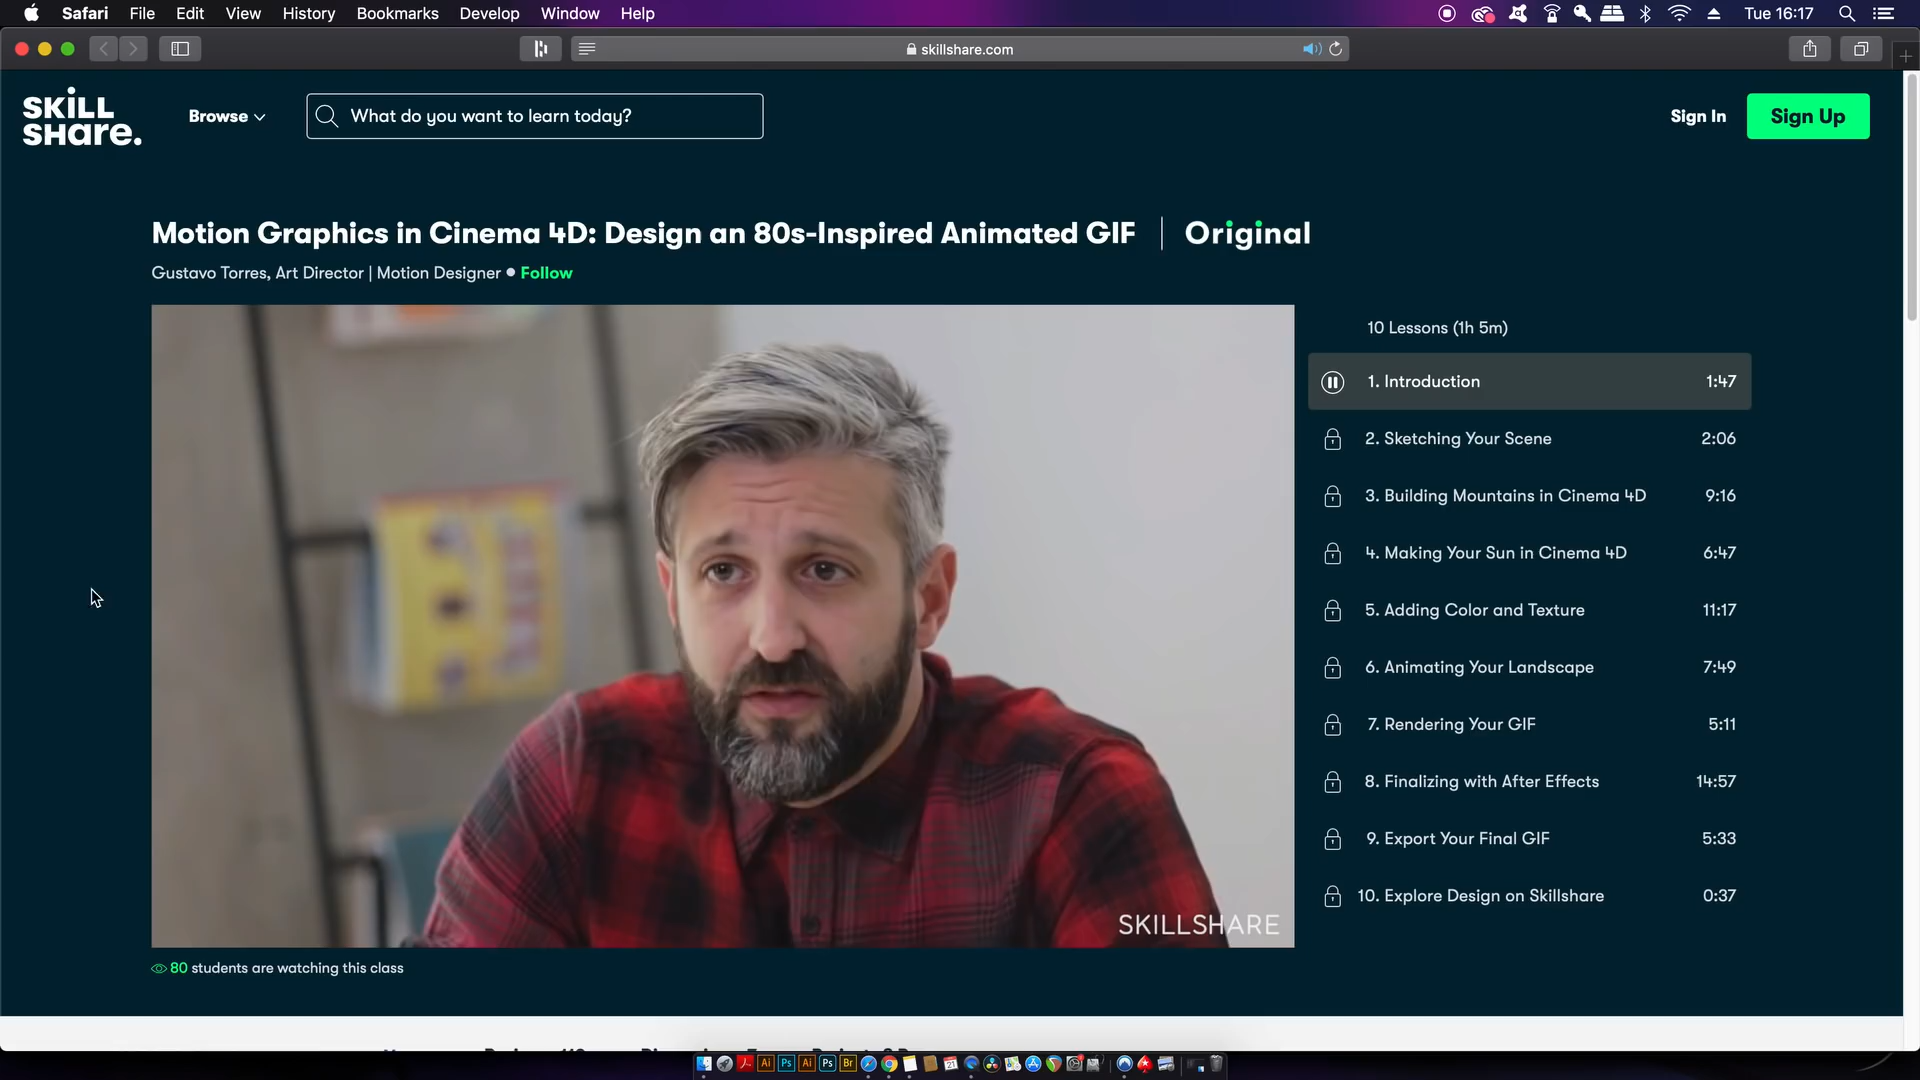 Safari File Edit View History Bookmarks Develop Window Help
Tue 16:17
skillshare.com
SKiLL
SHARe.
Browse
What do you want to learn today?
Sign In
Sign Up
Motion Graphics in Cinema 4D: Design an 80s-Inspired Animated GIF | Original
Gustavo Torres, Art Director | Motion Designer • Follow
10 Lessons (1h 5m)
1. Introduction 1:47
2. Sketching Your Scene 2:06
3. Building Mountains in Cinema 4D 9:16
4. Making Your Sun in Cinema 4D 6:47
5. Adding Color and Texture 11:17
6. Animating Your Landscape 7:49
7. Rendering Your GIF 5:11
8. Finalizing with After Effects 14:57
9. Export Your Final GIF 5:33
10. Explore Design on Skillshare 0:37
SKILLSHARE
80 students are watching this class
Ai Ps Ai Ps Br